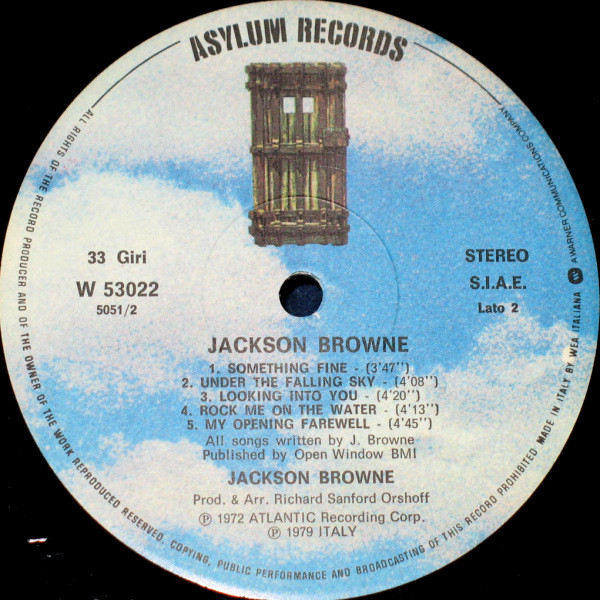 ASYLUM RECORDS
33 Giri
W 53022
5051/2
STEREO
S.I.A.E.
Lato 2
JACKSON BROWNE
1. SOMETHING FINE - (3'47'')
2. UNDER THE FALLING SKY - (4'08'')
3. LOOKING INTO YOU - (4'20'')
4. ROCK ME ON THE WATER - (4'13'')
5. MY OPENING FAREWELL - (4'45'')
All songs written by J. Browne
Published by Open Window BMI
JACKSON BROWNE
Prod. & Arr. Richard Sanford Orshoff
Ⓟ 1972 ATLANTIC Recording Corp.
Ⓟ 1979 ITALY
ALL RIGHTS OF THE RECORD PRODUCER AND OF THE OWNER OF THE WORK REPRODUCED RESERVED. COPYING, PUBLIC PERFORMANCE AND BROADCASTING OF THIS RECORD PROHIBITED. MADE IN ITALY BY WEA ITALIANA
A WARNER COMMUNICATIONS COMPANY